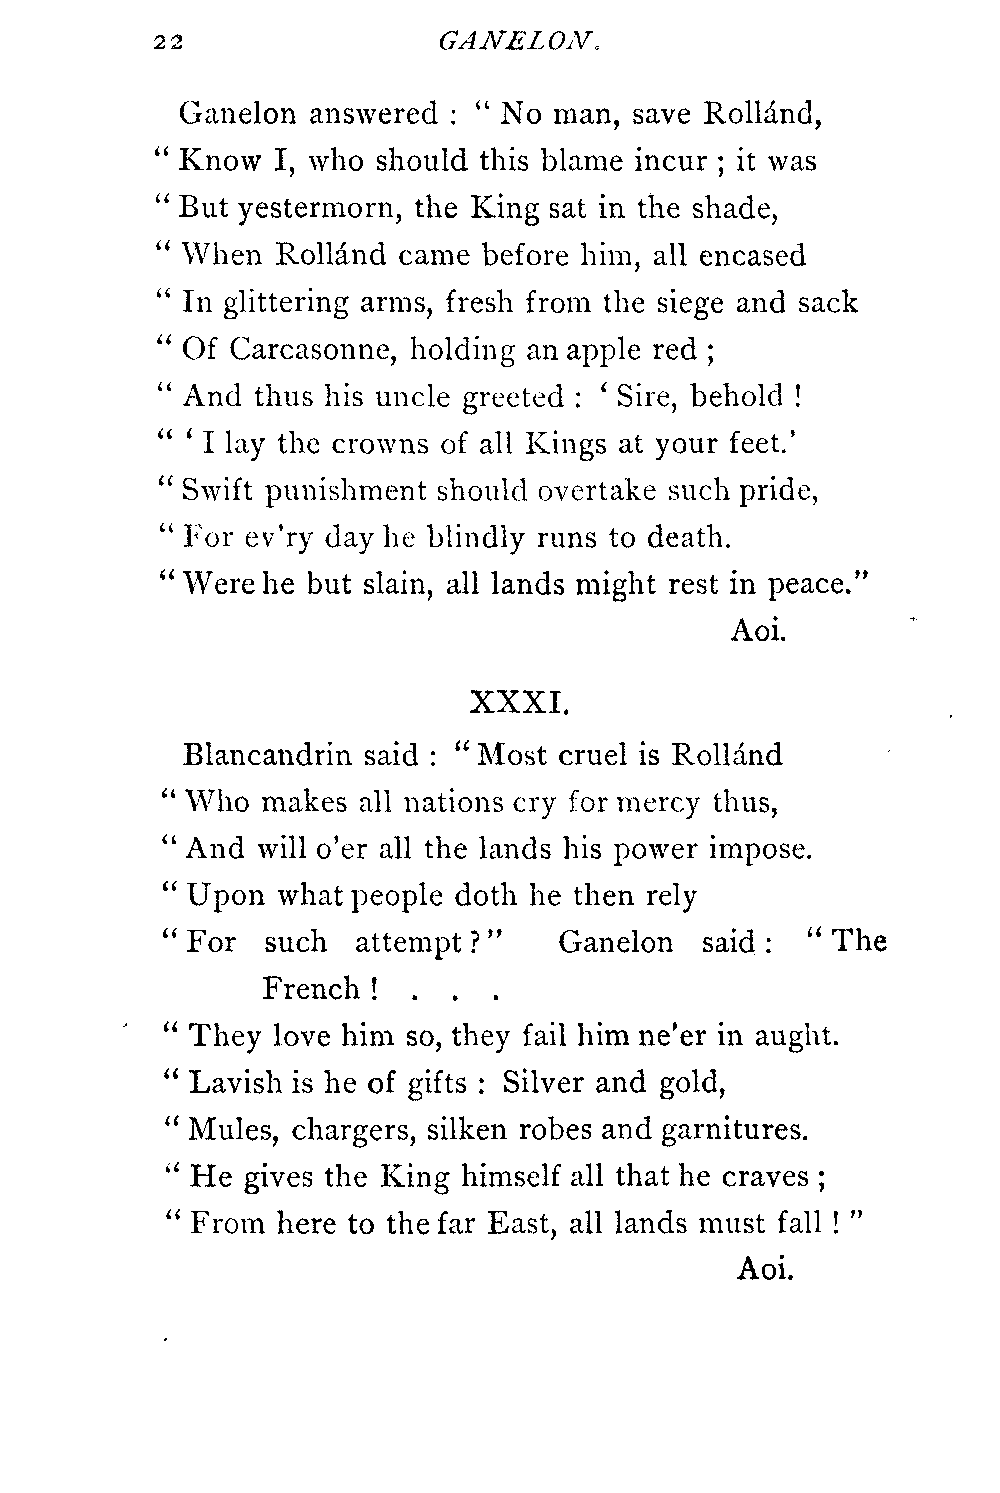 22 GANELON.
Ganelon answered : “ No man, save Rollánd,
“ Know I, who should this blame incur ; it was
“ But yestermorn, the King sat in the shade,
“ When Rollánd came before him, all encased
“ In glittering arms, fresh from the siege and sack
“ Of Carcasonne, holding an apple red ;
“ And thus his uncle greeted : ‘ Sire, behold !
“ ‘ I lay the crowns of all Kings at your feet.’
“ Swift punishment should overtake such pride,
“ For ev’ry day he blindly runs to death.
“ Were he but slain, all lands might rest in peace.”
Aoi.
XXXI.
Blancandrin said : “ Most cruel is Rollánd
“ Who makes all nations cry for mercy thus,
“ And will o’er all the lands his power impose.
“ Upon what people doth he then rely
“ For such attempt ? ” Ganelon said : “ The
French ! . . .
“ They love him so, they fail him ne’er in aught.
“ Lavish is he of gifts : Silver and gold,
“ Mules, chargers, silken robes and garnitures.
“ He gives the King himself all that he craves ;
“ From here to the far East, all lands must fall ! ”
Aoi.